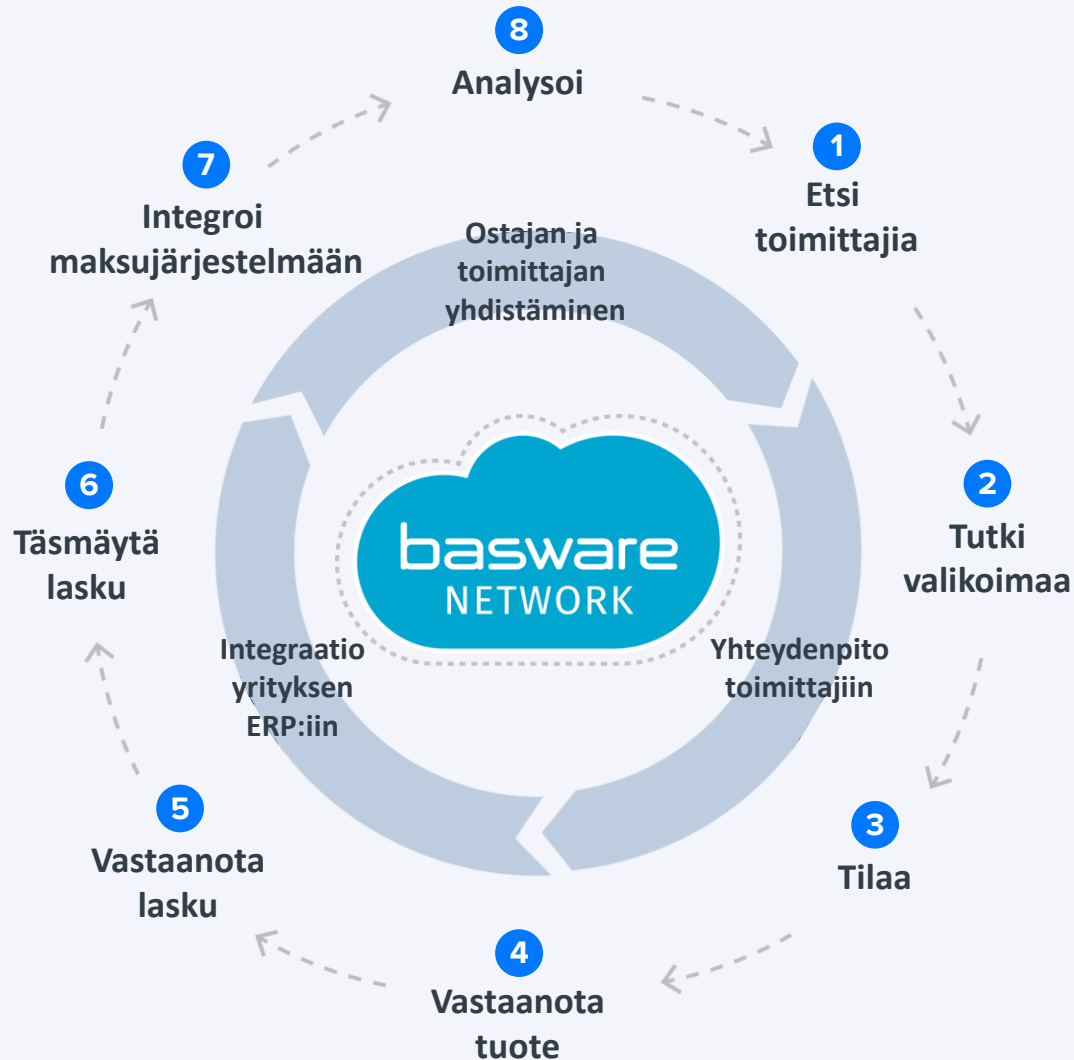 8
Analysoi
1
Etsi
toimittajia
2
Tutki
valikoimaa
3
Tilaa
4
Vastaanota
tuote
5
Vastaanota
lasku
6
Täsmäytä
lasku
7
Integroi
maksujärjestelmään
Ostajan ja
toimittajan
yhdistäminen
Yhteydenpito
toimittajiin
Integraatio
yrityksen
ERP:iin
basware
NETWORK